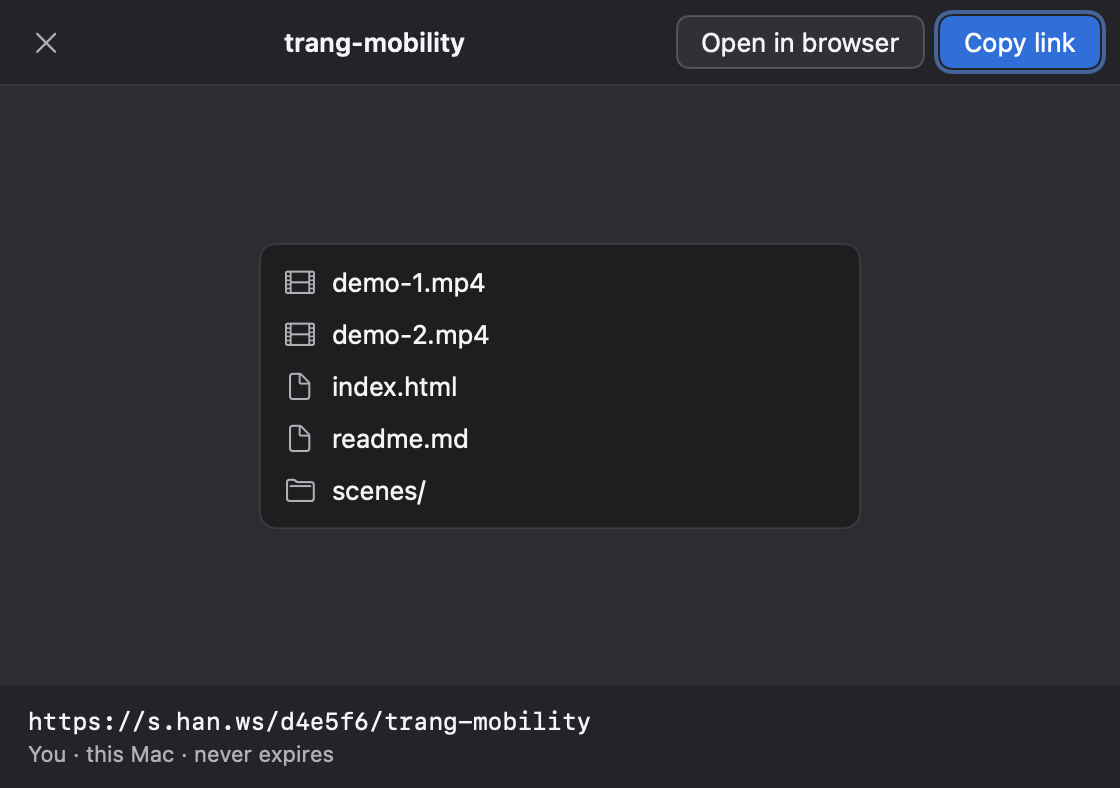 trang-mobility
Open in browser
Copy link
demo-1.mp4
demo-2.mp4
index.html
readme.md
scenes/
https://s.han.ws/d4e5f6/trang-mobility
You · this Mac · never expires